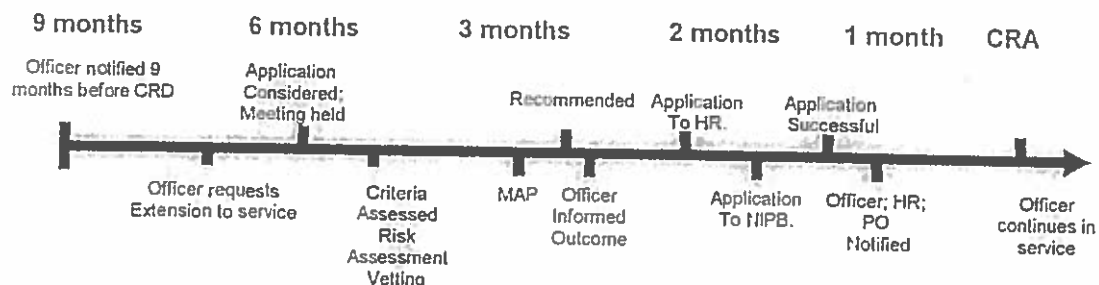 9 months
6 months
3 months
2 months
1 month
CRA
Officer notified 9
months before CRD
Application
Considered;
Meeting held
Recommended
Application
To HR.
Application
Successful
Officer requests
Extension to service
Criteria
Assessed
Risk
Assessment
Vetting
MAP
Officer
Informed
Outcome
Application
To NIPB.
Officer; HR;
PO
Notified
Officer
continues in
service